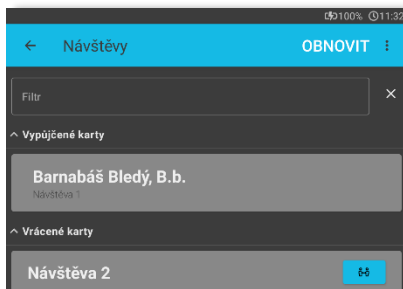 100% 11:32
Návštěvy OBNOVIT
Filtr
Vypůjčené karty
Barnabáš Bledý, B.b.
Návštěva 1
Vrácené karty
Návštěva 2